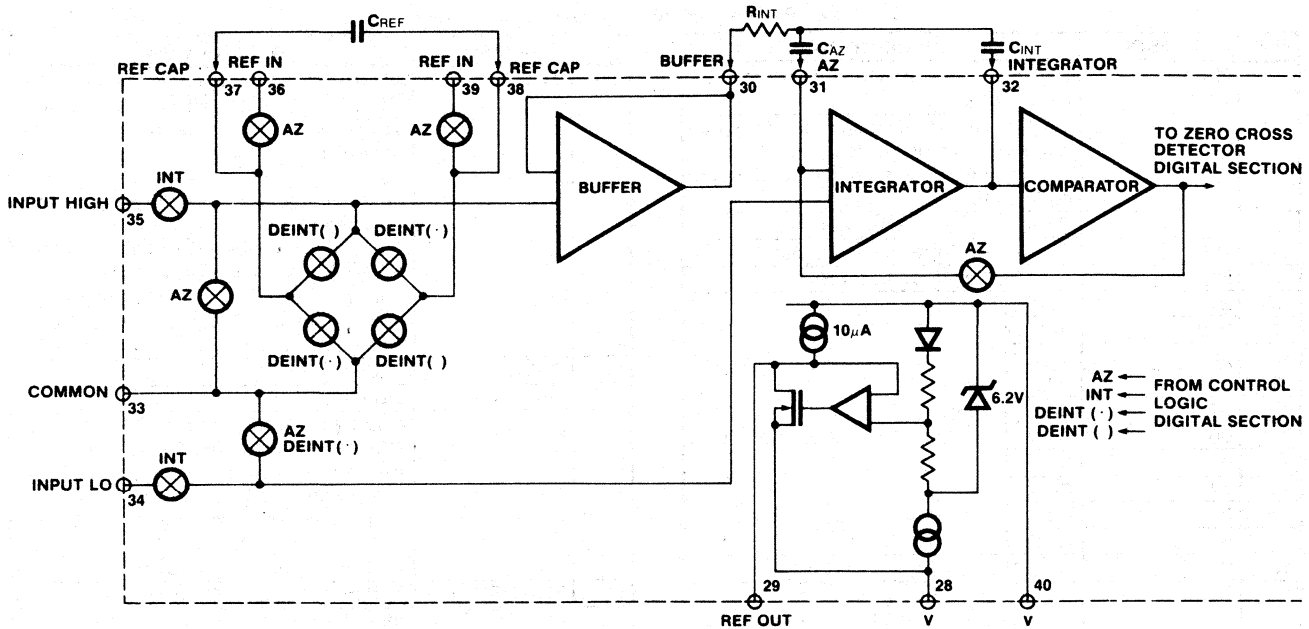 CREF
RINT
CAZ
CINT
REF CAP
REF IN
REF IN
REF CAP
BUFFER
AZ
INTEGRATOR
37
36
39
38
30
31
32
AZ
AZ
INT
INPUT HIGH
35
BUFFER
INTEGRATOR
COMPARATOR
TO ZERO CROSS
DETECTOR
DIGITAL SECTION
DEINT( )
DEINT(·)
AZ
AZ
DEINT(·)
DEINT( )
10μA
COMMON
33
6.2V
AZ
INT
DEINT (·)
DEINT ( )
FROM CONTROL
LOGIC
DIGITAL SECTION
AZ
DEINT(·)
INT
INPUT LO
34
29
28
40
REF OUT
V
V